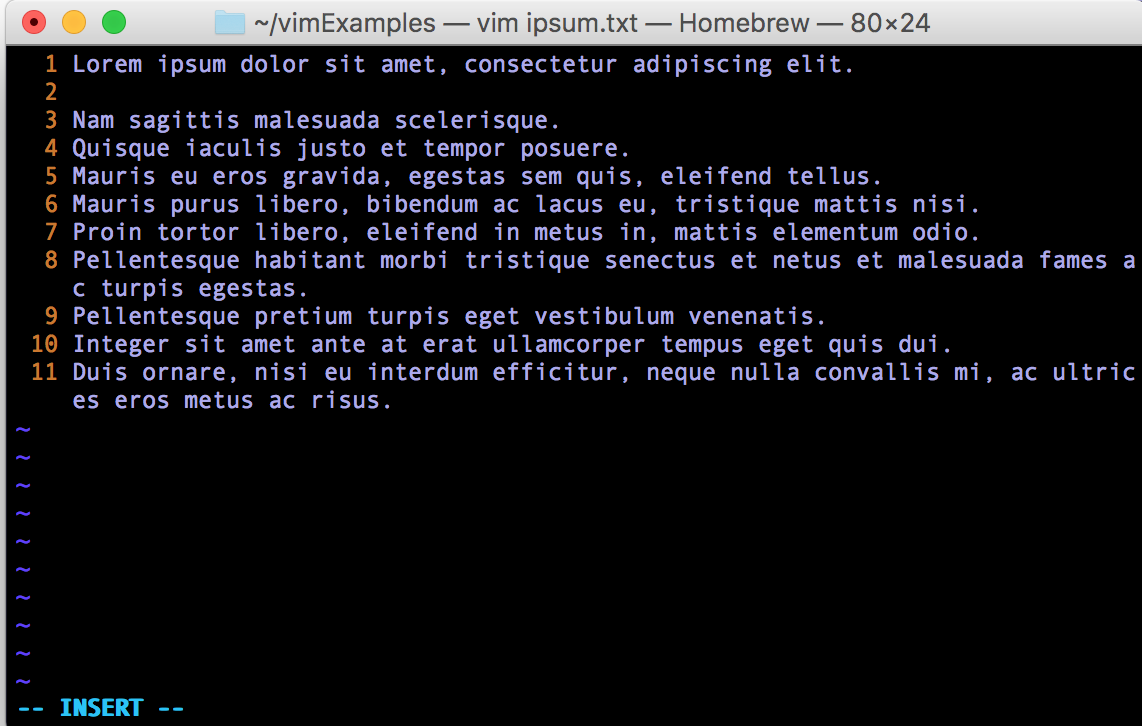 ~/vimExamples — vim ipsum.txt — Homebrew — 80×24
1 Lorem ipsum dolor sit amet, consectetur adipiscing elit.
2
3 Nam sagittis malesuada scelerisque.
4 Quisque iaculis justo et tempor posuere.
5 Mauris eu eros gravida, egestas sem quis, eleifend tellus.
6 Mauris purus libero, bibendum ac lacus eu, tristique mattis nisi.
7 Proin tortor libero, eleifend in metus in, mattis elementum odio.
8 Pellentesque habitant morbi tristique senectus et netus et malesuada fames a
c turpis egestas.
9 Pellentesque pretium turpis eget vestibulum venenatis.
10 Integer sit amet ante at erat ullamcorper tempus eget quis dui.
11 Duis ornare, nisi eu interdum efficitur, neque nulla convallis mi, ac ultric
es eros metus ac risus.
~
~
~
~
~
~
~
~
~
~
-- INSERT --